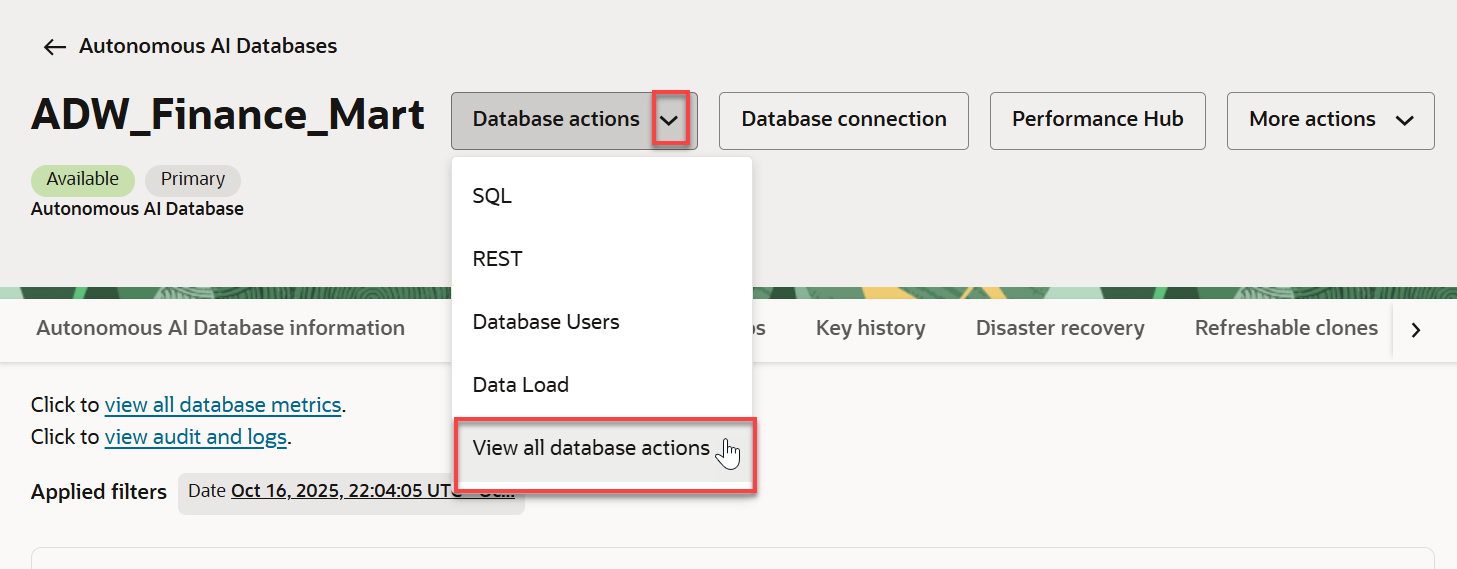 Autonomous AI Databases
ADW_Finance_Mart
Database actions
Database connection
Performance Hub
More actions
Available
Primary
Autonomous AI Database
SQL
REST
Database Users
Data Load
View all database actions
Autonomous AI Database information
Key history
Disaster recovery
Refreshable clones
Click to view all database metrics.
Click to view audit and logs.
Applied filters
Date Oct 16, 2025, 22:04:05 UTC